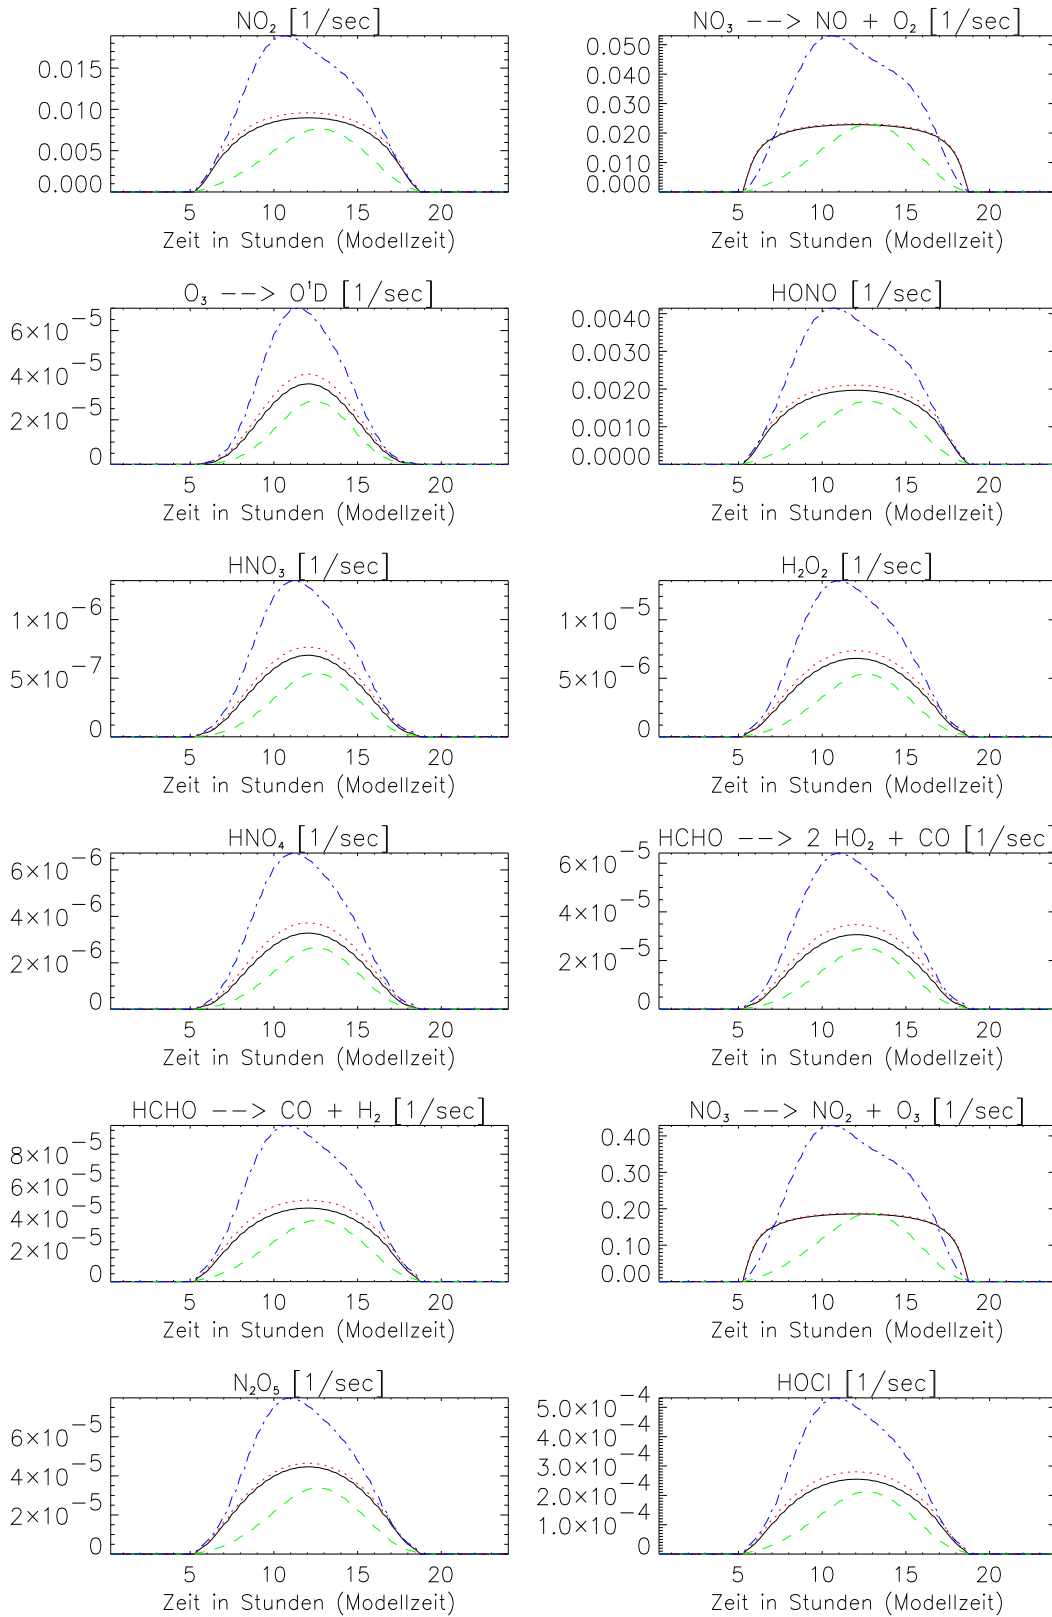 NO₂ [1/sec]
0.015
0.010
0.005
0.000
5 10 15 20
Zeit in Stunden (Modellzeit)
NO₃ --> NO + O₂ [1/sec]
0.050
0.040
0.030
0.020
0.010
0.000
5 10 15 20
Zeit in Stunden (Modellzeit)
O₃ --> O¹D [1/sec]
6×10⁻⁵
4×10⁻⁵
2×10⁻⁵
0
5 10 15 20
Zeit in Stunden (Modellzeit)
HONO [1/sec]
0.0040
0.0030
0.0020
0.0010
0.0000
5 10 15 20
Zeit in Stunden (Modellzeit)
HNO₃ [1/sec]
1×10⁻⁶
5×10⁻⁷
0
5 10 15 20
Zeit in Stunden (Modellzeit)
H₂O₂ [1/sec]
1×10⁻⁵
5×10⁻⁶
0
5 10 15 20
Zeit in Stunden (Modellzeit)
HNO₄ [1/sec]
6×10⁻⁶
4×10⁻⁶
2×10⁻⁶
0
5 10 15 20
Zeit in Stunden (Modellzeit)
HCHO --> 2 HO₂ + CO [1/sec]
6×10⁻⁵
4×10⁻⁵
2×10⁻⁵
0
5 10 15 20
Zeit in Stunden (Modellzeit)
HCHO --> CO + H₂ [1/sec]
8×10⁻⁵
6×10⁻⁵
4×10⁻⁵
2×10⁻⁵
0
5 10 15 20
Zeit in Stunden (Modellzeit)
NO₃ --> NO₂ + O₃ [1/sec]
0.40
0.30
0.20
0.10
0.00
5 10 15 20
Zeit in Stunden (Modellzeit)
N₂O₅ [1/sec]
6×10⁻⁵
4×10⁻⁵
2×10⁻⁵
0
5 10 15 20
Zeit in Stunden (Modellzeit)
HOCl [1/sec]
5.0×10⁻⁴
4.0×10⁻⁴
3.0×10⁻⁴
2.0×10⁻⁴
1.0×10⁻⁴
0
5 10 15 20
Zeit in Stunden (Modellzeit)